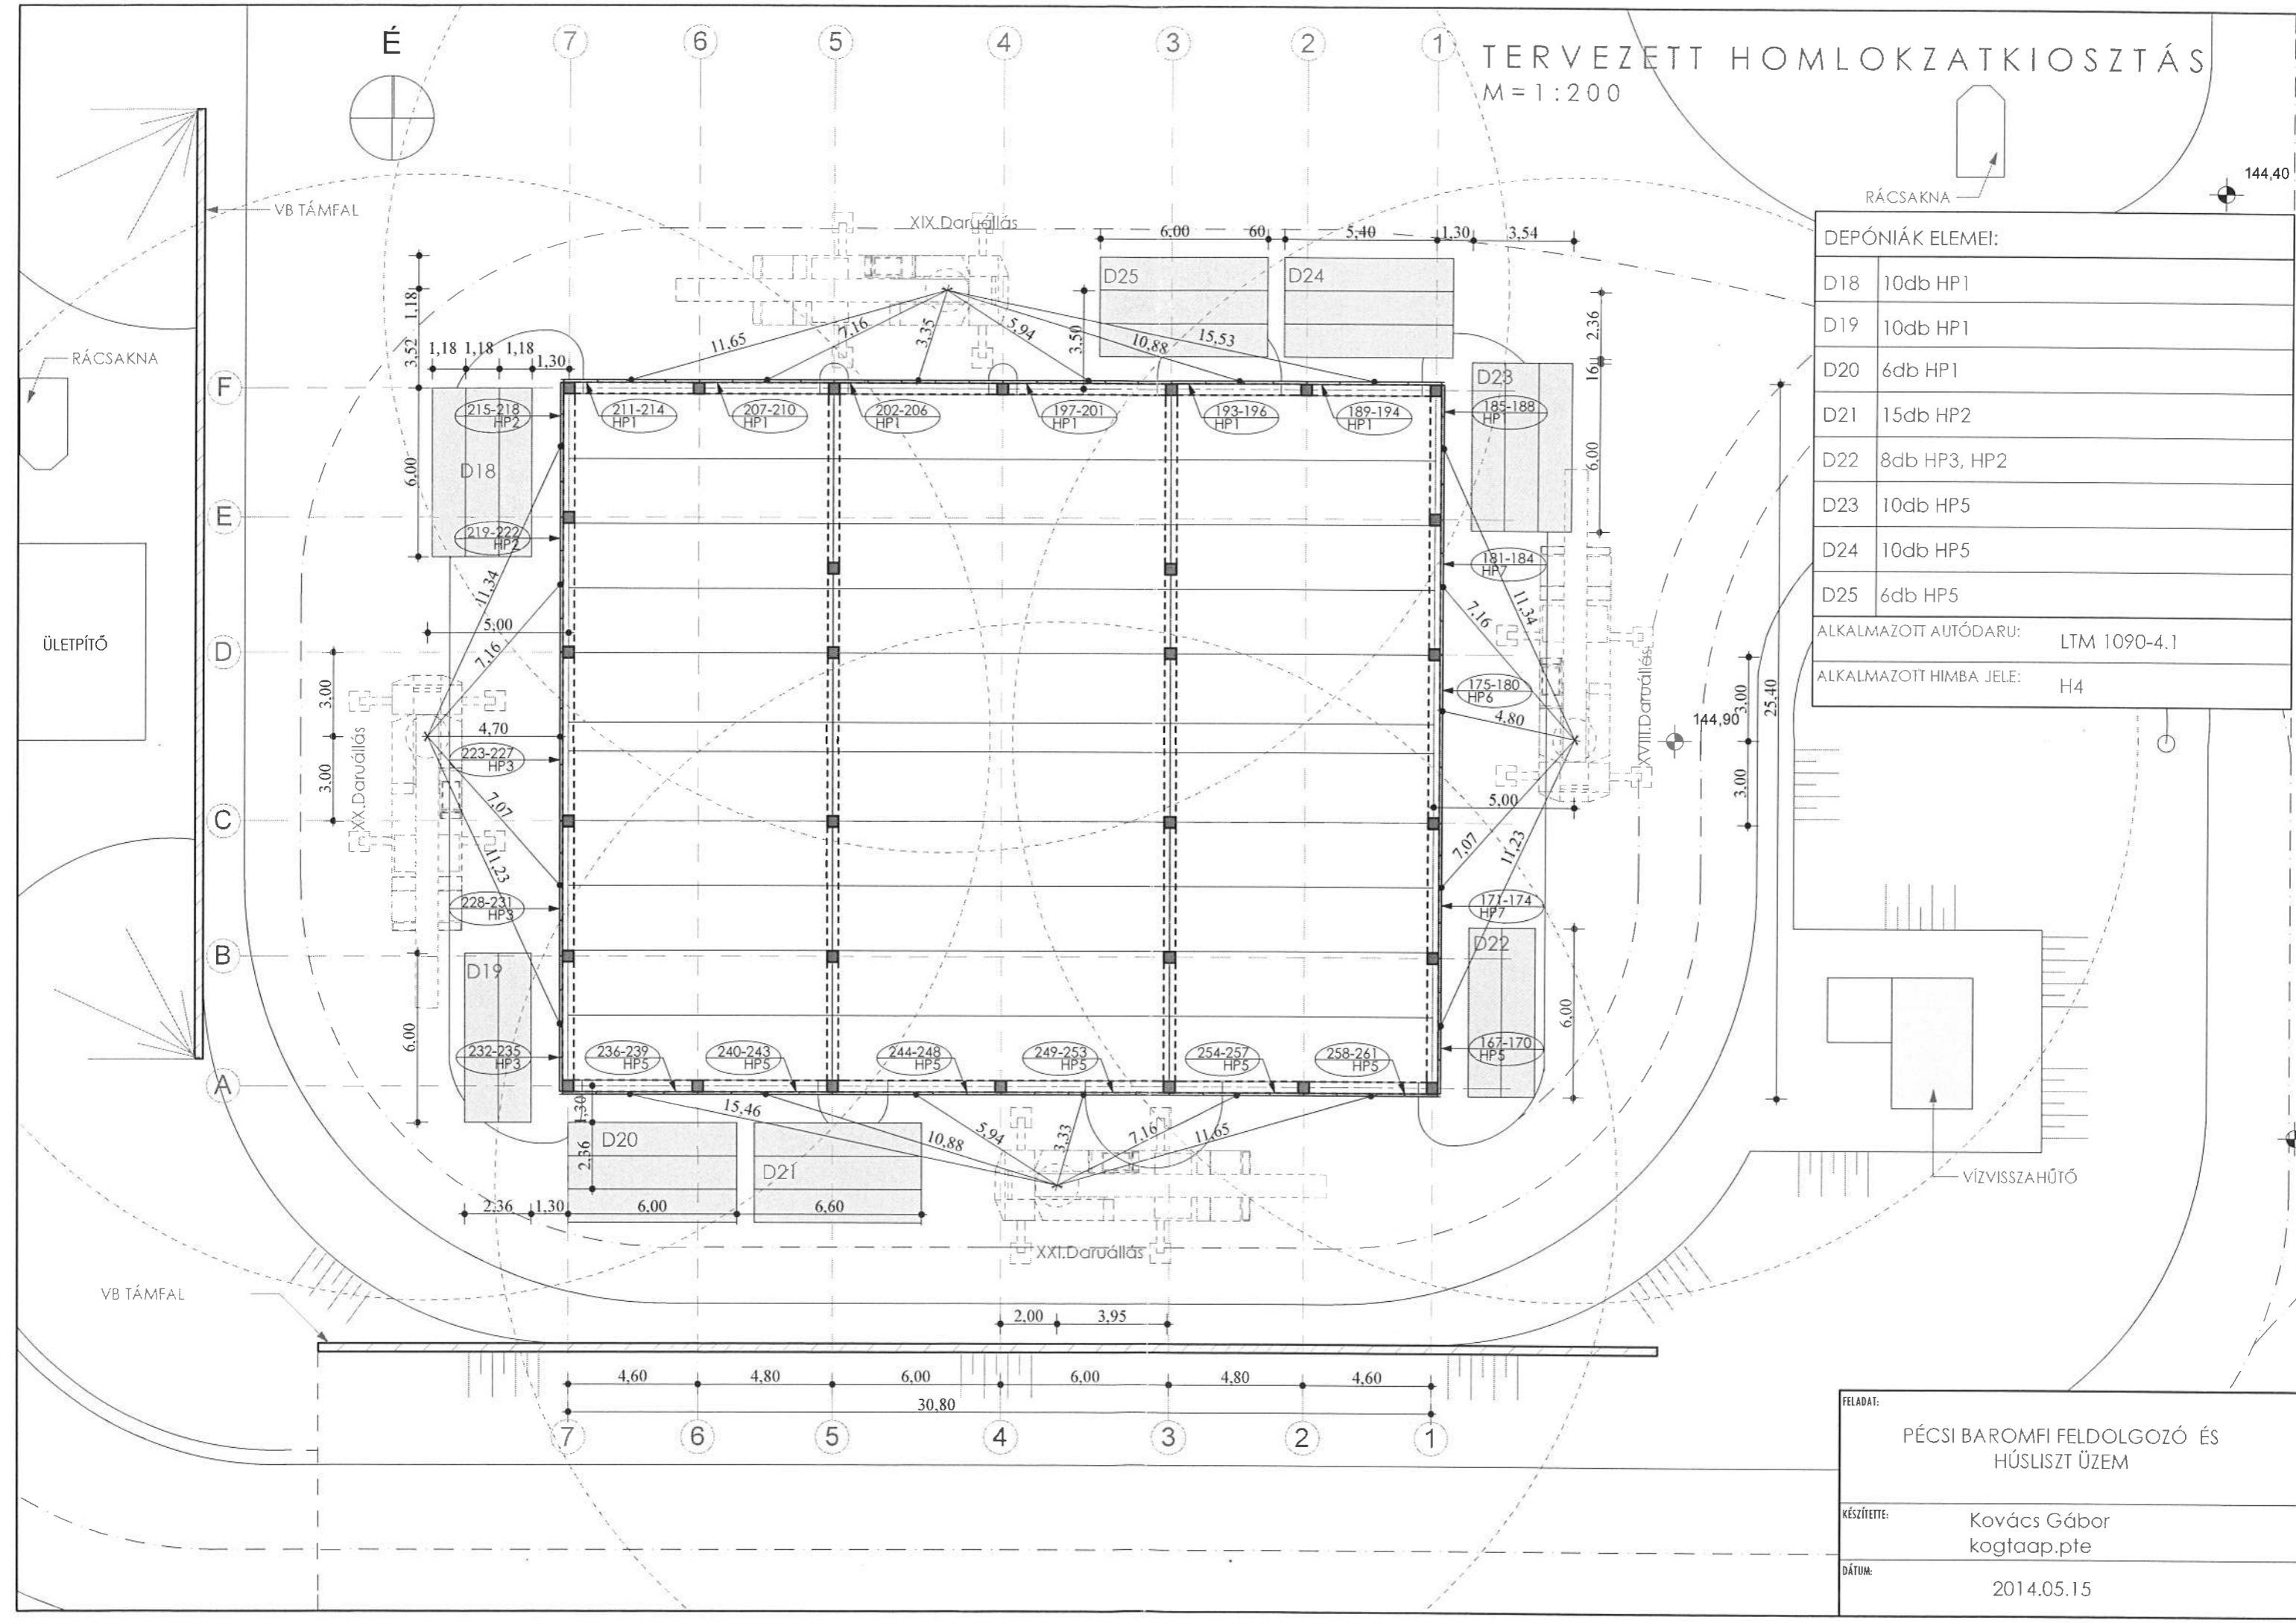 É
7
6
5
4
3
2
1
TERVEZETT HOMLOKZATKIOSZTÁS
M=1:200
RÁCSAKNA
144,40
VB TÁMFAL
XIX.Daruállás
6,00
60
5,40
1,30
3,54
D25
D24
1,18
3,52
1,18
1,18
1,18
1,30
11,65
7,16
3,35
5,94
3,50
10,88
15,53
2,36
16
RÁCSAKNA
F
D23
215-218
HP2
211-214
HP1
207-210
HP1
202-206
HP1
197-201
HP1
193-196
HP1
189-194
HP1
185-188
HP1
6,00
D18
6,00
E
219-222
HP2
181-184
HP7
11,34
7,16
11,34
5,00
7,16
ÜLETPÍTŐ
D
3,00
175-180
HP6
4,80
XVIII.Daruállás
144,90
3,00
25,40
4,70
223-227
HP3
XX.Daruállás
3,00
3,00
5,00
7,07
C
7,07
11,23
11,23
228-231
HP3
171-174
HP7
B
D19
D22
6,00
6,00
232-235
HP3
236-239
HP5
240-243
HP5
244-248
HP5
249-253
HP5
254-257
HP5
258-261
HP5
167-170
HP5
A
1,30
15,46
10,88
5,94
3,33
7,16
11,65
D20
D21
2,36
2,36
1,30
6,00
6,60
XXI.Daruállás
VÍZVISSZAHŰTŐ
VB TÁMFAL
2,00
3,95
4,60
4,80
6,00
6,00
4,80
4,60
30,80
7
6
5
4
3
2
1
DEPÓNIÁK ELEMEI:
D18 10db HP1
D19 10db HP1
D20 6db HP1
D21 15db HP2
D22 8db HP3, HP2
D23 10db HP5
D24 10db HP5
D25 6db HP5
ALKALMAZOTT AUTÓDARU: LTM 1090-4.1
ALKALMAZOTT HIMBA JELE: H4
FELADAT:
PÉCSI BAROMFI FELDOLGOZÓ ÉS
HÚSLISZT ÜZEM
KÉSZÍTETTE:
Kovács Gábor
kogtaap.pte
DÁTUM:
2014.05.15